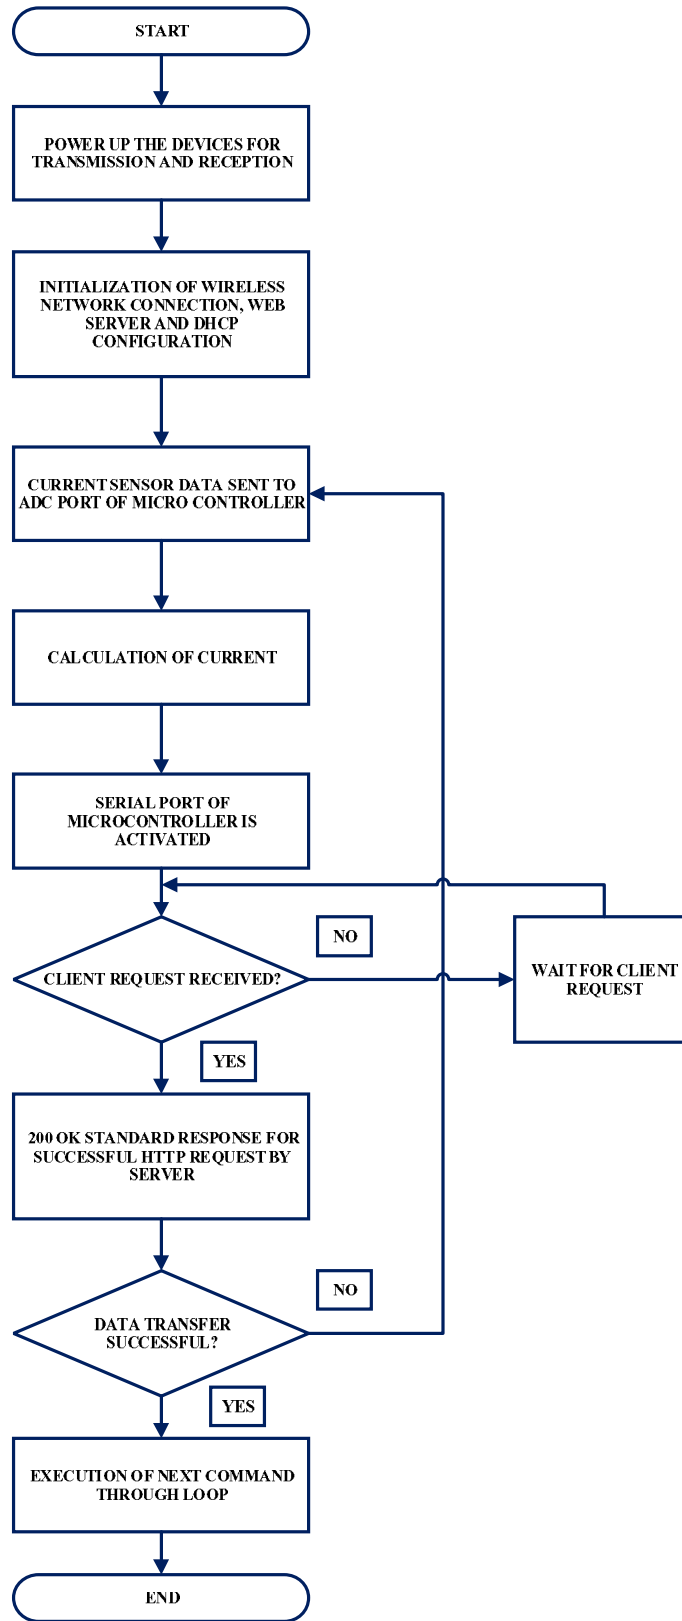 START
POWER UP THE DEVICES FOR
TRANSMISSION AND RECEPTION
INITIALIZATION OF WIRELESS
NETWORK CONNECTION, WEB
SERVER AND DHCP
CONFIGURATION
CURRENT SENSOR DATA SENT TO
ADC PORT OF MICRO CONTROLLER
CALCULATION OF CURRENT
SERIAL PORT OF
MICROCONTROLLER IS
ACTIVATED
NO
CLIENT REQUEST RECEIVED?
WAIT FOR CLIENT
REQUEST
YES
200 OK STANDARD RESPONSE FOR
SUCCESSFUL HTTP REQUEST BY
SERVER
NO
DATA TRANSFER
SUCCESSFUL?
YES
EXECUTION OF NEXT COMMAND
THROUGH LOOP
END